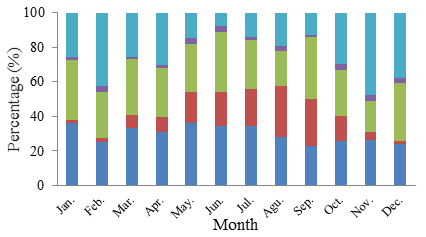 100
80
60
40
20
0
Percentage (%)
Jan. Feb. Mar. Apr. May. Jun. Jul. Agu. Sep. Oct. Nov. Dec.
Month